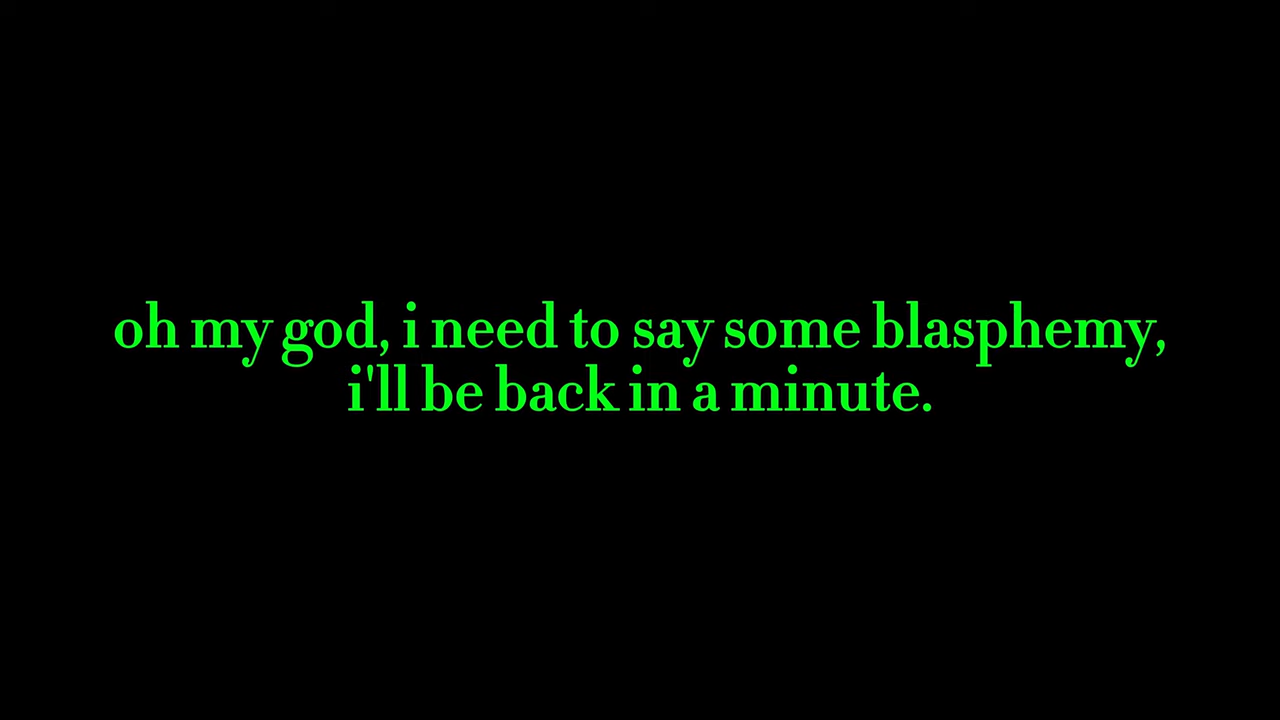 oh my god, i need to say some blasphemy,
i'll be back in a minute.